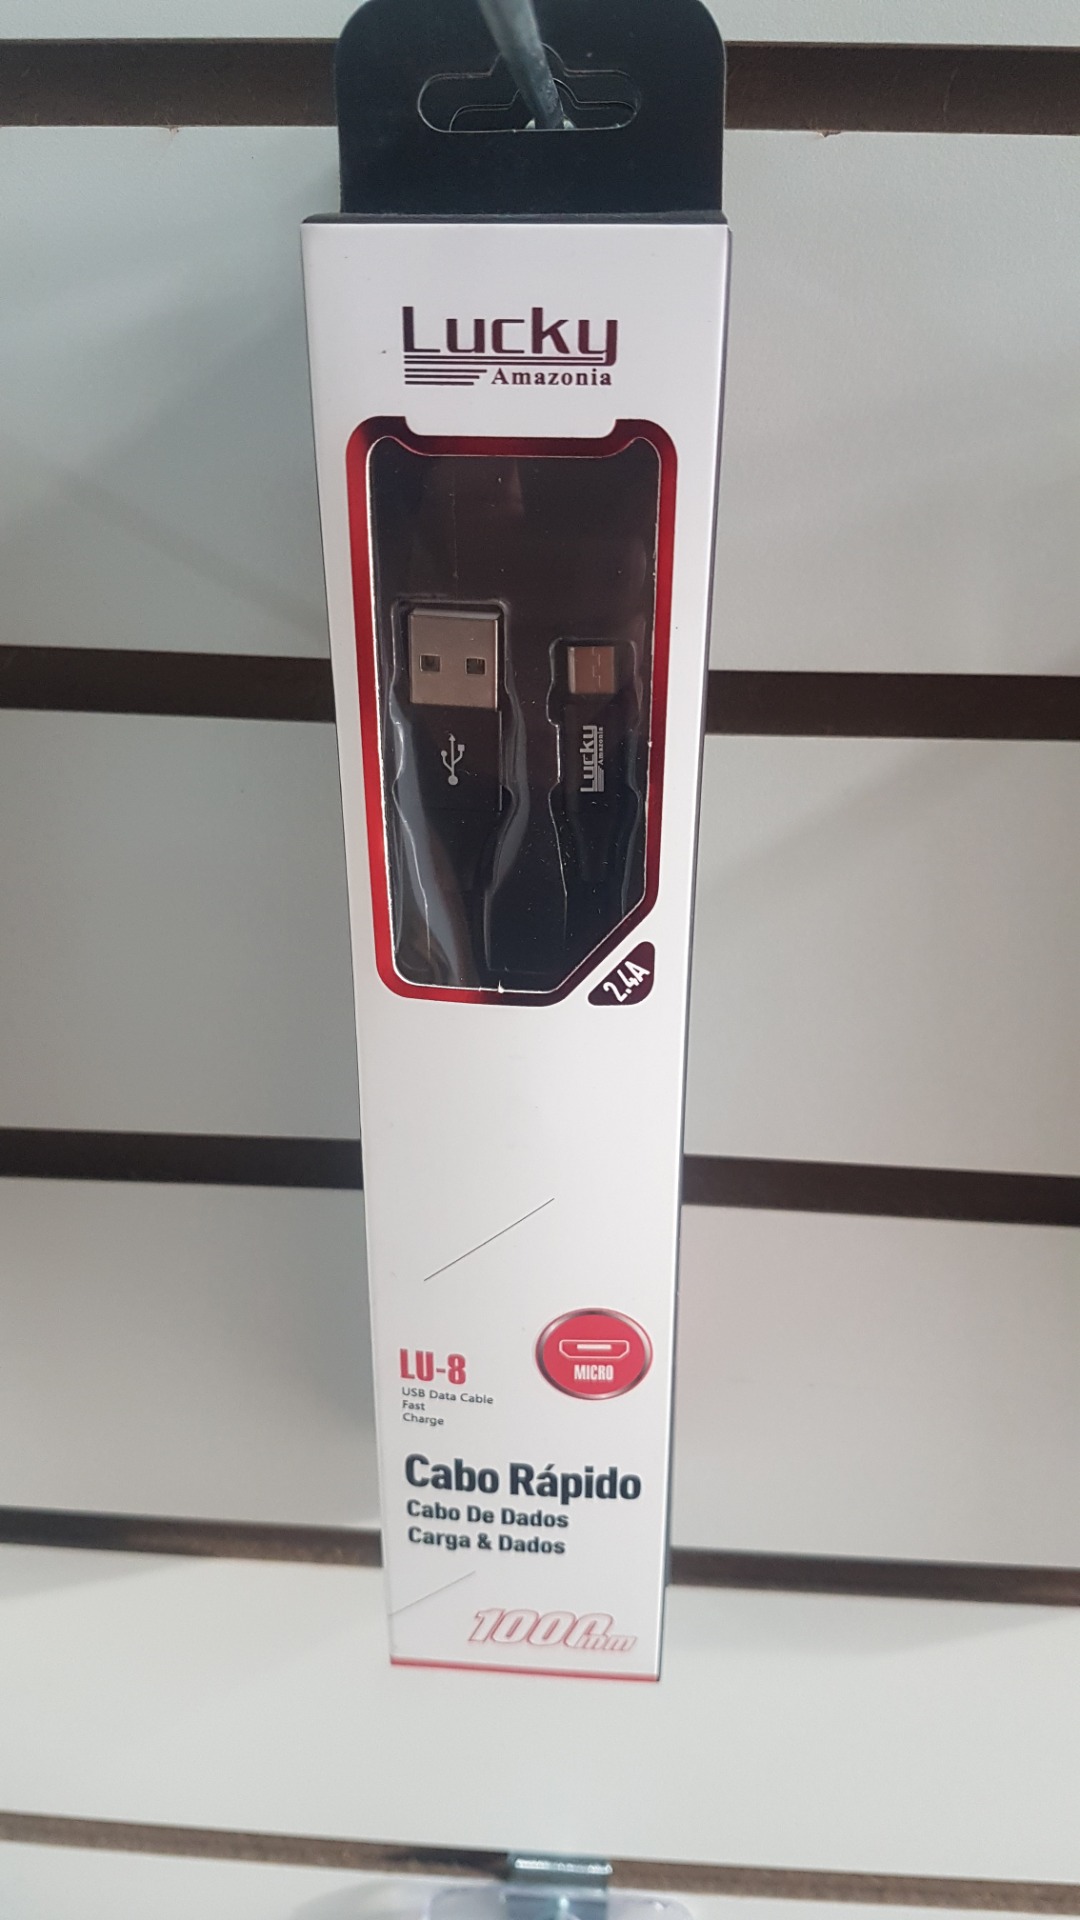 Lucky
Amazonia
Lucky
Amazonia
2.4A
MICRO
LU-8
USB Data Cable
Fast
Charge
Cabo Rápido
Cabo De Dados
Carga & Dados
1000mm